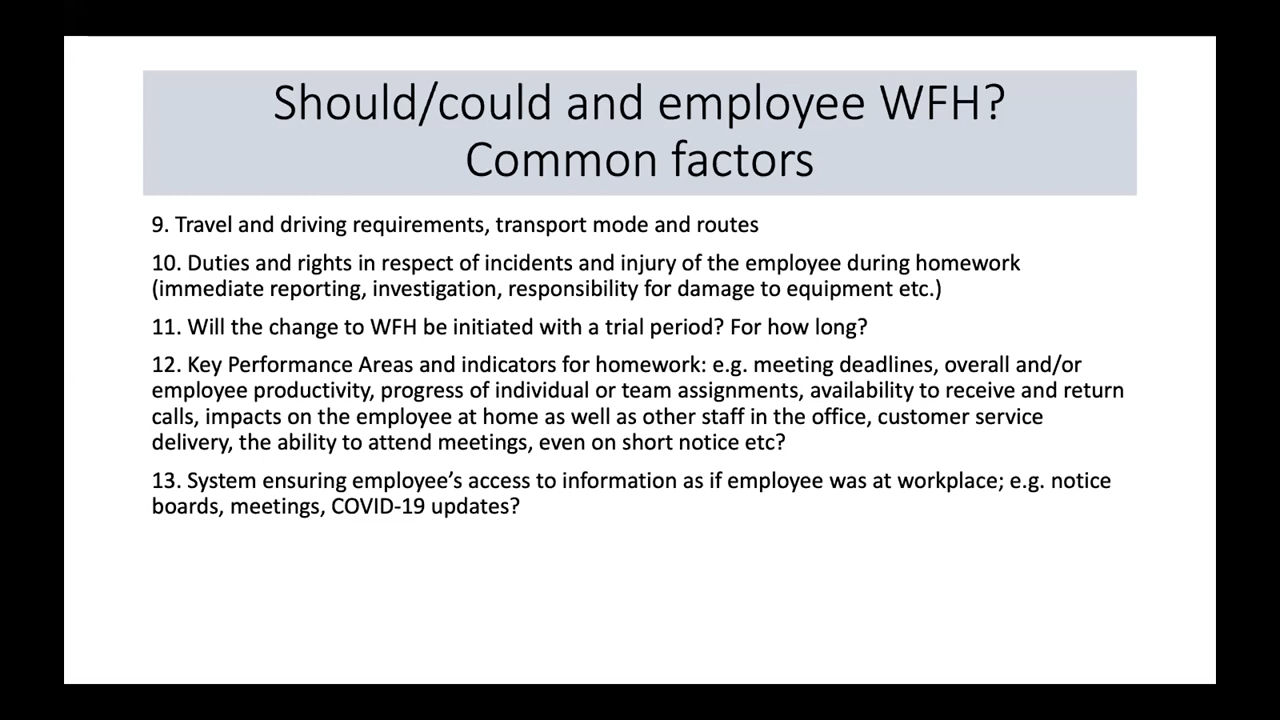 Should/could and employee WFH?
Common factors
9. Travel and driving requirements, transport mode and routes
10. Duties and rights in respect of incidents and injury of the employee during homework
(immediate reporting, investigation, responsibility for damage to equipment etc.)
11. Will the change to WFH be initiated with a trial period? For how long?
12. Key Performance Areas and indicators for homework: e.g. meeting deadlines, overall and/or
employee productivity, progress of individual or team assignments, availability to receive and return
calls, impacts on the employee at home as well as other staff in the office, customer service
delivery, the ability to attend meetings, even on short notice etc?
13. System ensuring employee’s access to information as if employee was at workplace; e.g. notice
boards, meetings, COVID-19 updates?